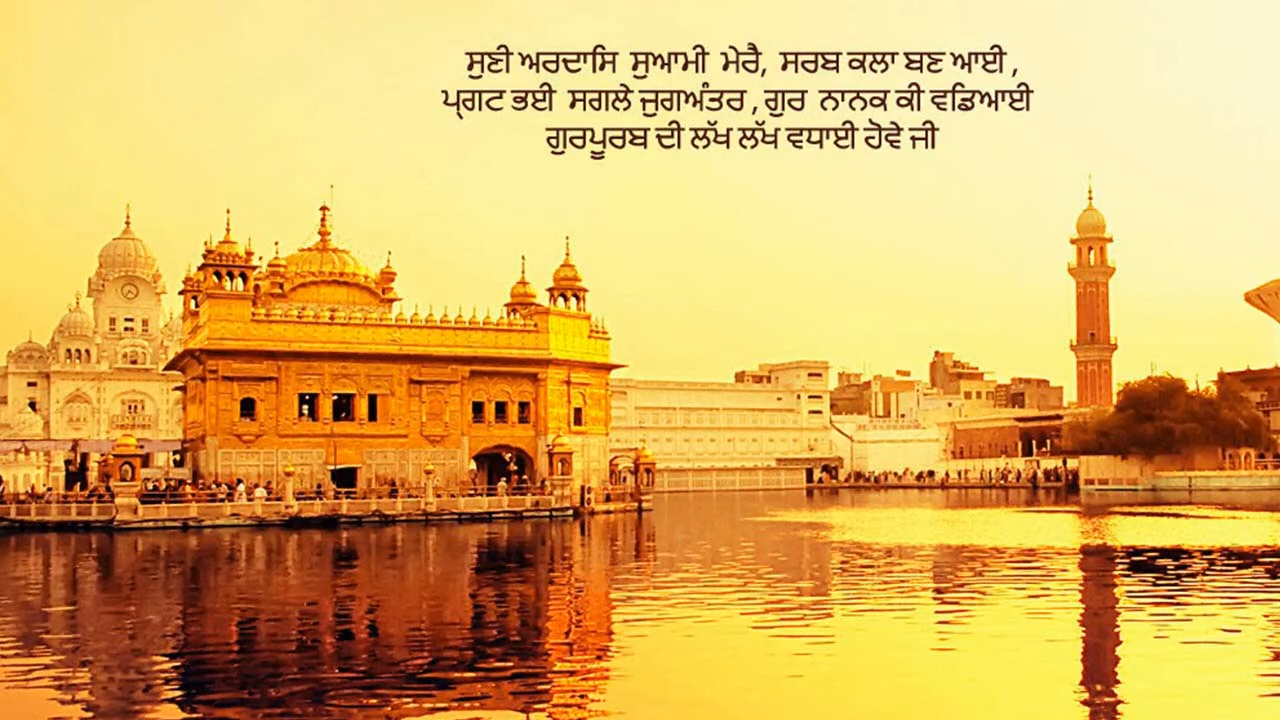 ਸੁਣੀ ਅਰਦਾਸਿ ਸੁਆਮੀ ਮੇਰੈ, ਸਰਬ ਕਲਾ ਬਣ ਆਈ ,
ਪ੍ਰਗਟ ਭਈ ਸਗਲੇ ਜੁਗਅੰਤਰ , ਗੁਰ ਨਾਨਕ ਕੀ ਵਡਿਆਈ
ਗੁਰਪੂਰਬ ਦੀ ਲੱਖ ਲੱਖ ਵਧਾਈ ਹੋਵੇ ਜੀ